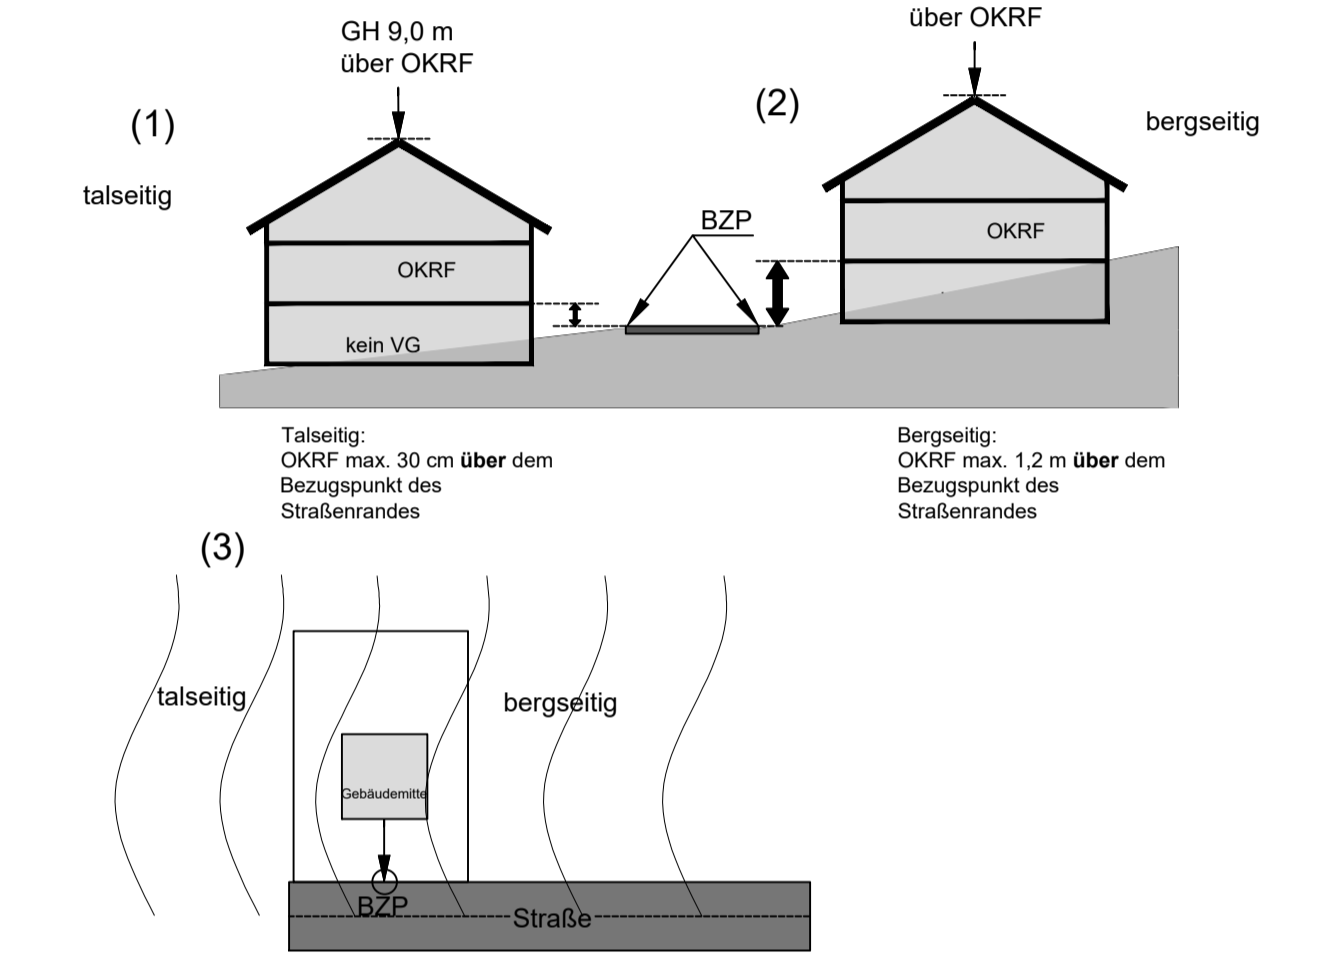 GH 9,0 m
über OKRF
(1)
talseitig
OKRF
kein VG
BZP
über OKRF
(2)
bergseitig
OKRF
Talseitig:
OKRF max. 30 cm über dem
Bezugspunkt des
Straßenrandes
Bergseitig:
OKRF max. 1,2 m über dem
Bezugspunkt des
Straßenrandes
(3)
talseitig
bergseitig
Gebäudemitte
BZP
Straße